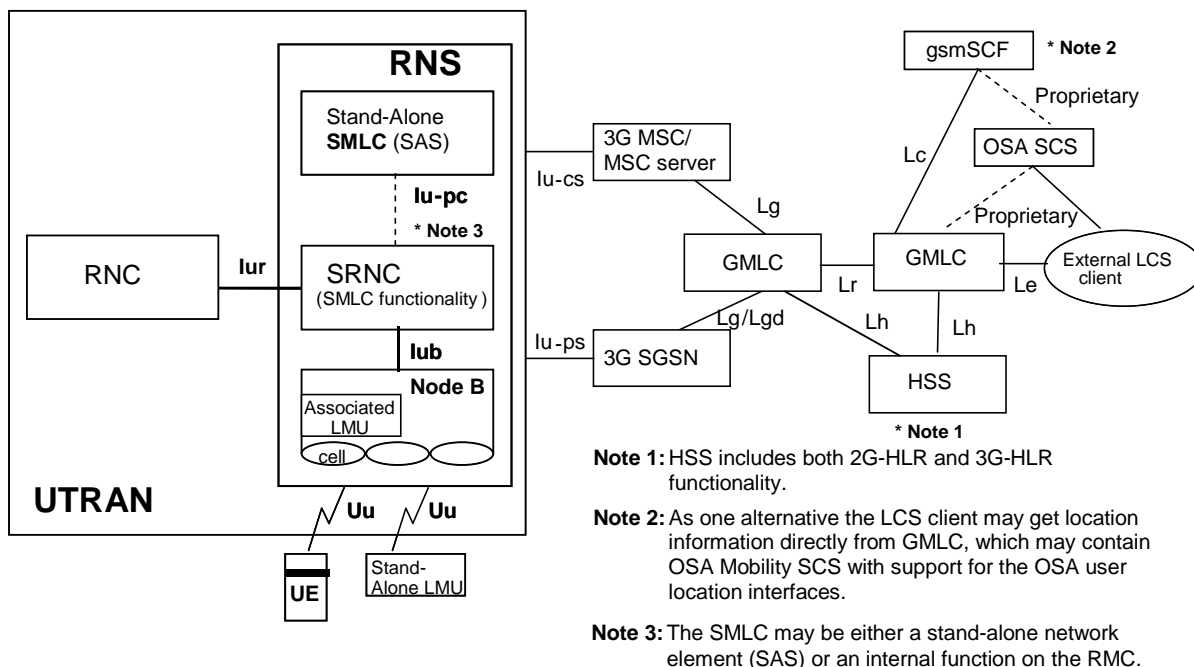 RNS
Stand-Alone
SMLC (SAS)
Iu-pc
* Note 3
RNC
Iur
SRNC
(SMLC functionality )
Iub
Node B
Associated
LMU
cell
UTRAN
Uu
Uu
UE
Stand-
Alone LMU
Iu-cs
3G MSC/
MSC server
Lg
GMLC
Iu-ps
3G SGSN
Lg/Lgd
Lr
Lh
gsmSCF
* Note 2
Proprietary
OSA SCS
Lc
Proprietary
GMLC
Le
External LCS
client
Lh
HSS
* Note 1
Note 1: HSS includes both 2G-HLR and 3G-HLR
functionality.
Note 2: As one alternative the LCS client may get location
information directly from GMLC, which may contain
OSA Mobility SCS with support for the OSA user
location interfaces.
Note 3: The SMLC may be either a stand-alone network
element (SAS) or an internal function on the RMC.